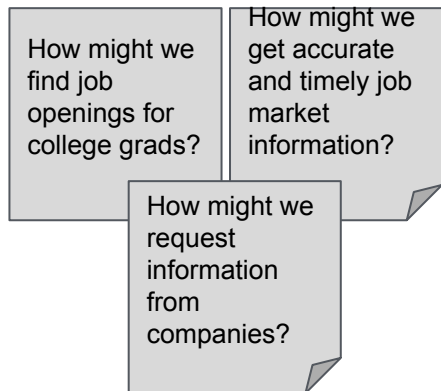 How might we
find job
openings for
college grads?
How might we
get accurate
and timely job
market
information?
How might we
request
information
from
companies?